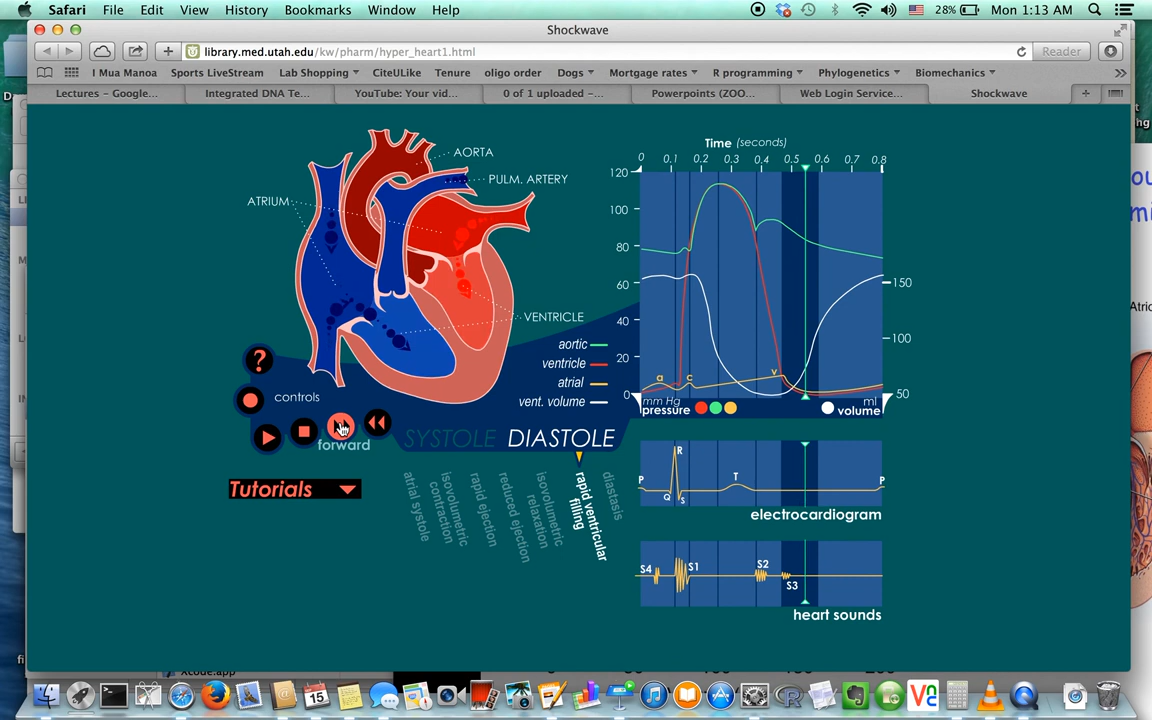 Safari File Edit View History Bookmarks Window Help 28% Mon 1:13 AM
Shockwave
library.med.utah.edu/kw/pharm/hyper_heart1.html Reader
I Mua Manoa Sports LiveStream Lab Shopping CiteULike Tenure oligo order Dogs Mortgage rates R programming Phylogenetics Biomechanics
Lectures – Google... Integrated DNA Te... YouTube: Your vid... 0 of 1 uploaded –... Powerpoints (ZOO... Web Login Service... Shockwave
AORTA
PULM. ARTERY
ATRIUM
VENTRICLE
aortic
ventricle
atrial
vent. volume
?
controls
forward
SYSTOLE DIASTOLE
Tutorials
atrial systole
isovolumetric contraction
rapid ejection
reduced ejection
isovolumetric relaxation
rapid ventricular filling
diastasis
Time (seconds)
0 0.1 0.2 0.3 0.4 0.5 0.6 0.7 0.8
120
100
80
60
40
20
0
150
100
50
a c v
mm Hg ml
pressure volume
P Q R S T P
electrocardiogram
S4 S1 S2 S3
heart sounds
hg
Atric
Xcode.app
15